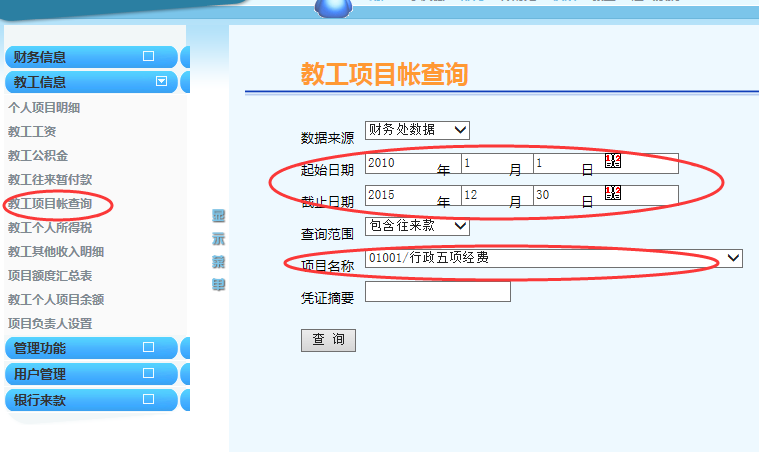 财务信息
教工信息
个人项目明细
教工工资
教工公积金
教工往来暂付款
教工项目帐查询
教工个人所得税
教工其他收入明细
项目额度汇总表
教工个人项目余额
项目负责人设置
管理功能
用户管理
银行来款
显示菜单
教工项目帐查询
数据来源 财务处数据
起始日期 2010 年 1 月 1 日
截止日期 2015 年 12 月 30 日
查询范围 包含往来款
项目名称 01001/行政五项经费
凭证摘要
查 询